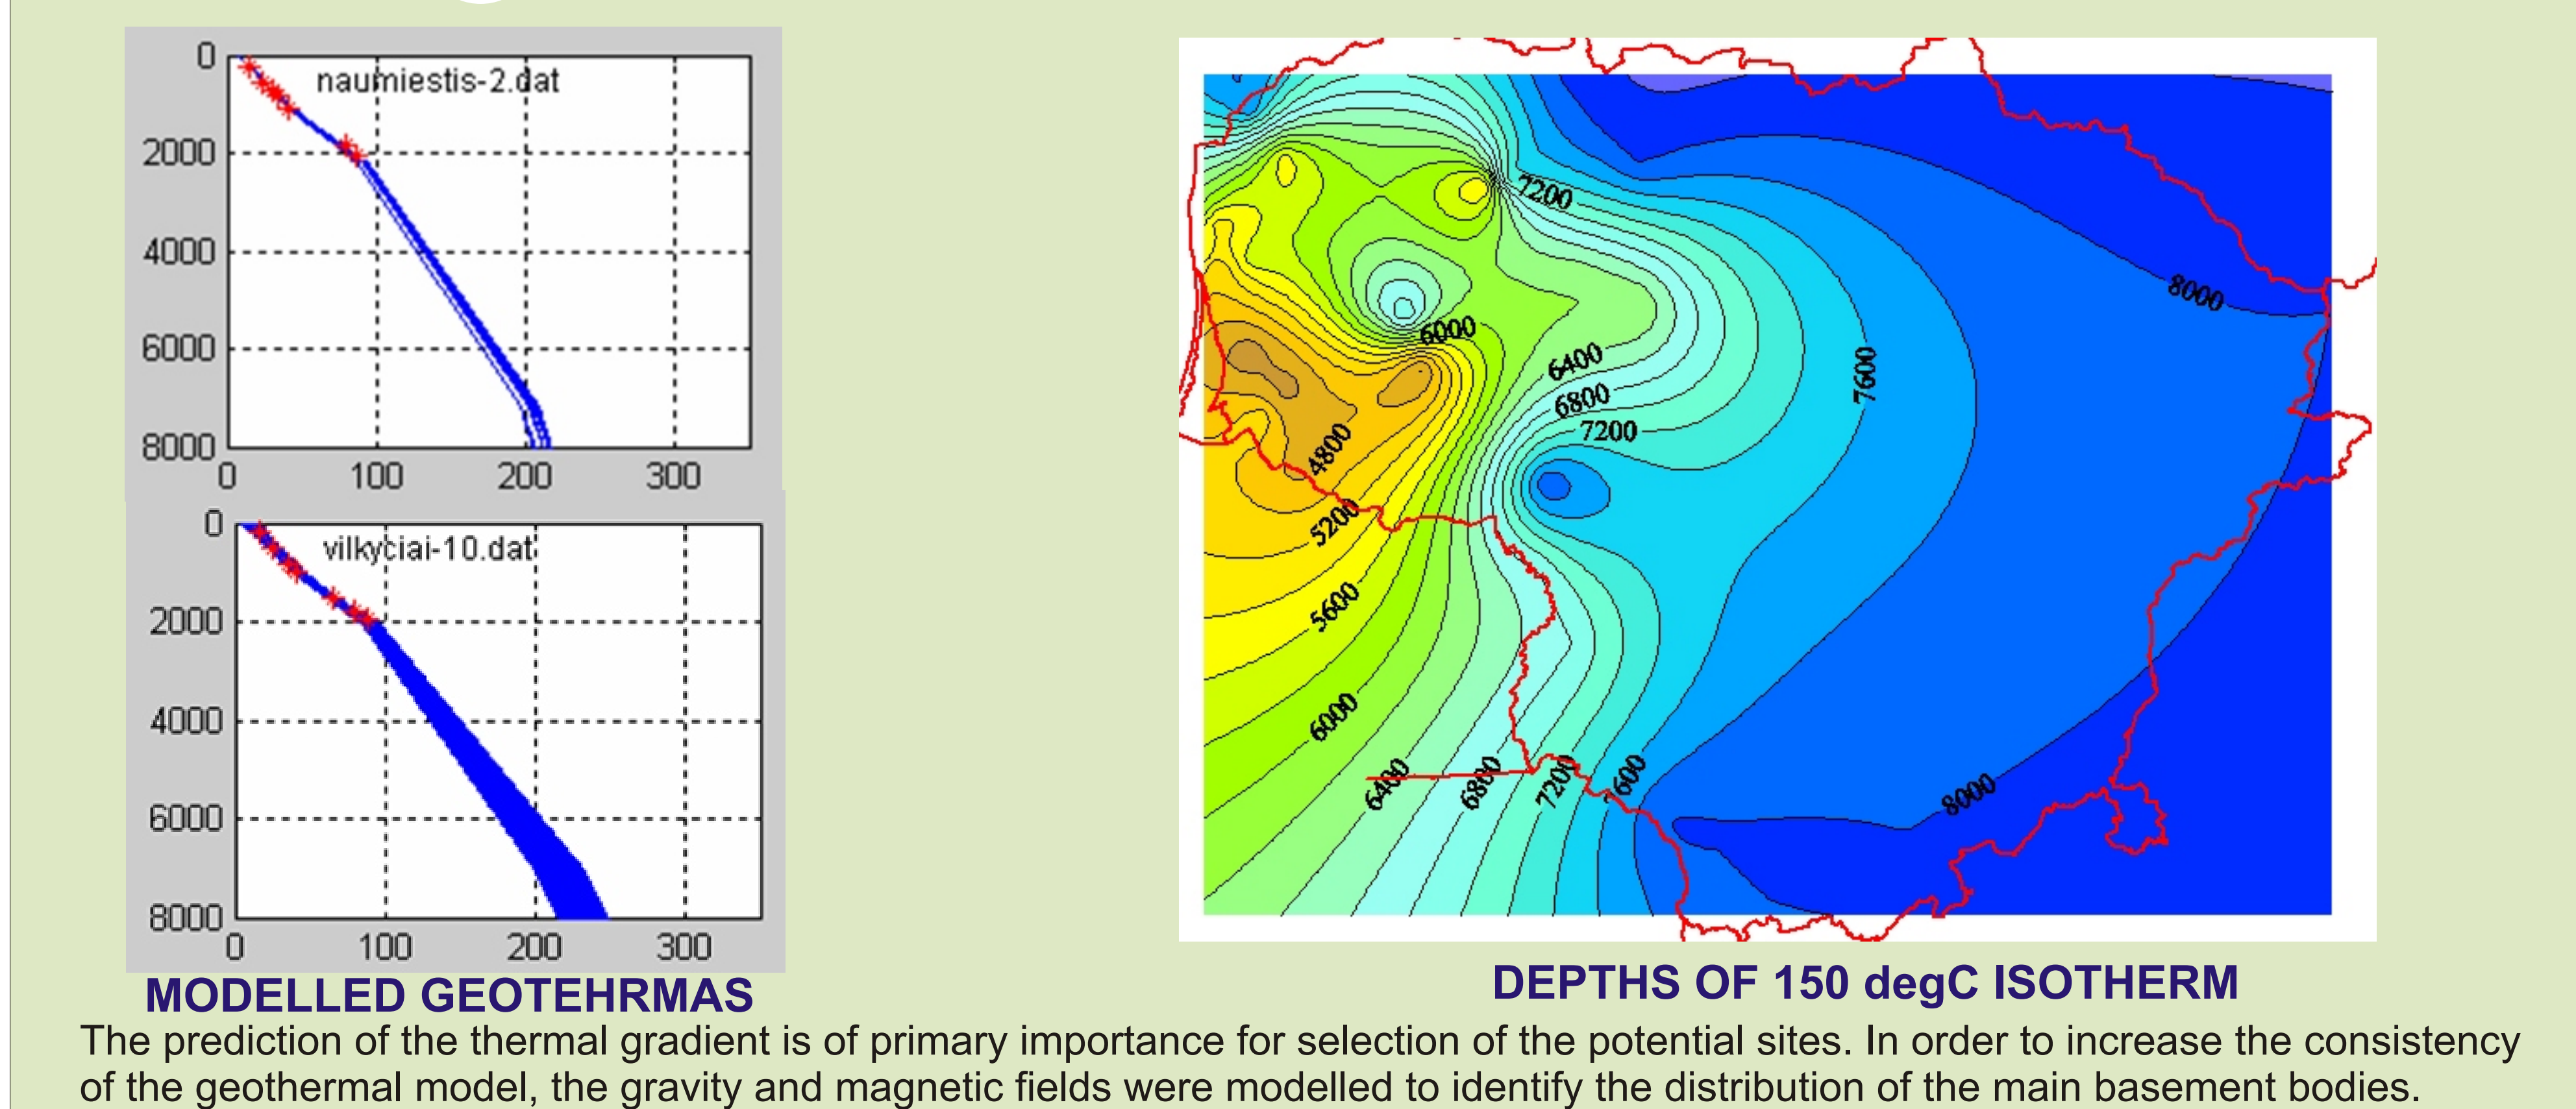 0
naumiestis-2.dat
2000
4000
6000
8000
0 100 200 300
0
vilkyciai-10.dat
2000
4000
6000
8000
0 100 200 300
MODELLED GEOTEHRMAS
7200
8000
6000
6400
7600
6800
7200
4800
5200
5600
6000
6400 6800 7200 7600
8000
DEPTHS OF 150 degC ISOTHERM
The prediction of the thermal gradient is of primary importance for selection of the potential sites. In order to increase the consistency
of the geothermal model, the gravity and magnetic fields were modelled to identify the distribution of the main basement bodies.